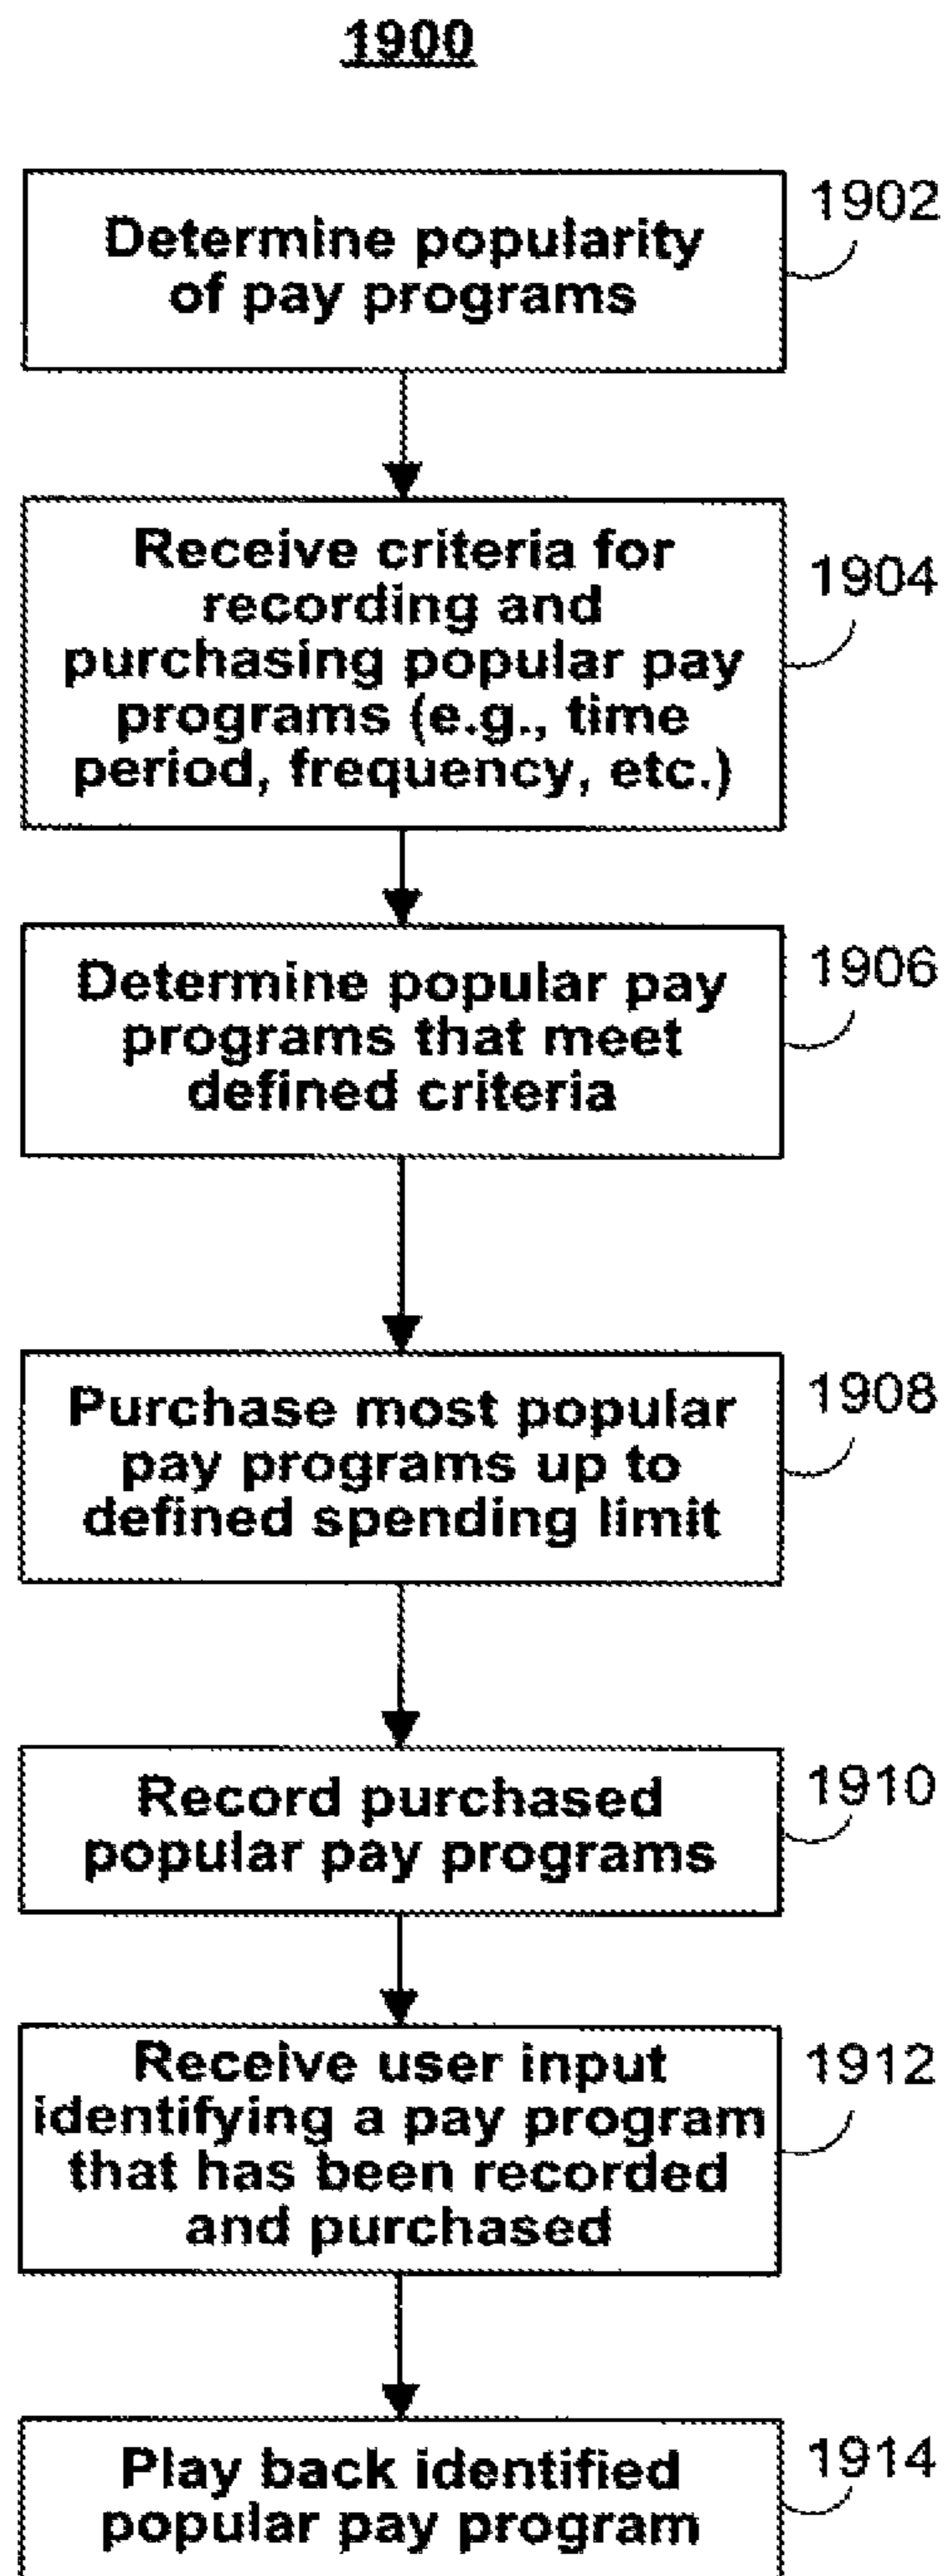 1900
Determine popularity
of pay programs
1902
Receive criteria for
recording and
purchasing popular pay
programs (e.g., time
period, frequency, etc.)
1904
Determine popular pay
programs that meet
defined criteria
1906
Purchase most popular
pay programs up to
defined spending limit
1908
Record purchased
popular pay programs
1910
Receive user input
identifying a pay program
that has been recorded
and purchased
1912
Play back identified
popular pay program
1914